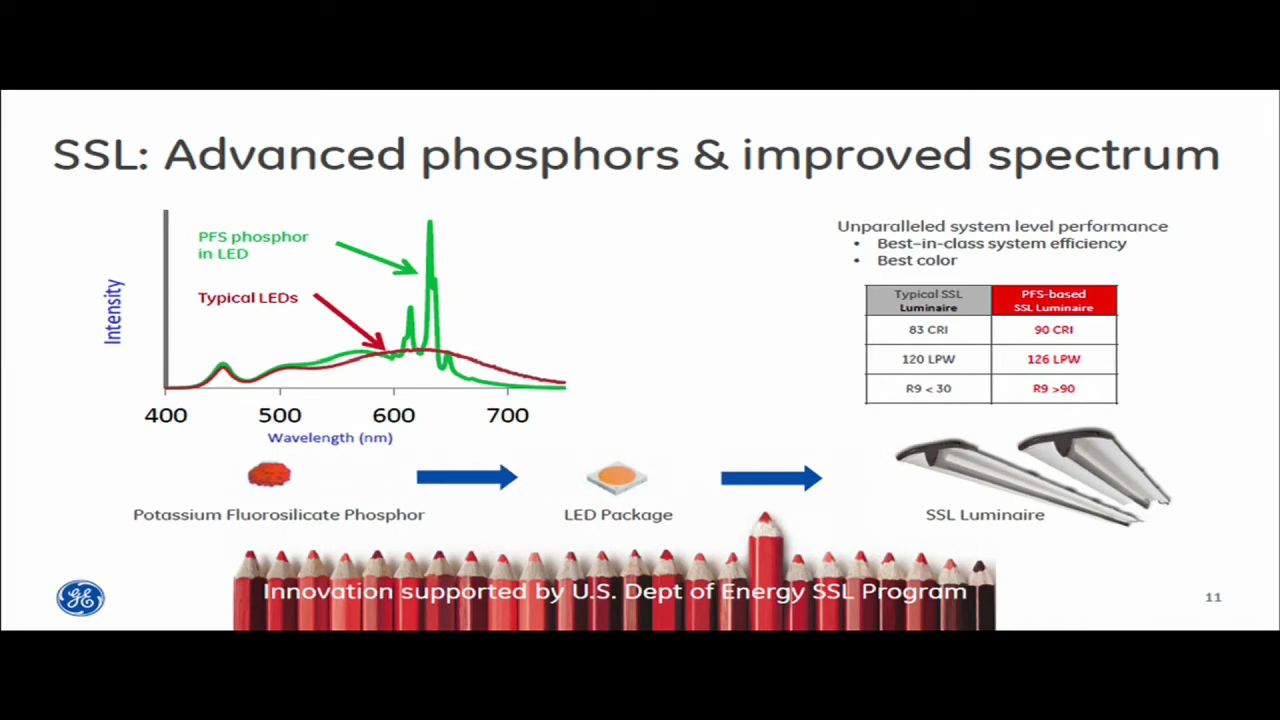 SSL: Advanced phosphors & improved spectrum
PFS phosphor
in LED
Typical LEDs
Intensity
400 500 600 700
Wavelength (nm)
Unparalleled system level performance
• Best-in-class system efficiency
• Best color
Typical SSL Luminaire PFS-based SSL Luminaire
83 CRI 90 CRI
120 LPW 126 LPW
R9 < 30 R9 >90
Potassium Fluorosilicate Phosphor
LED Package
SSL Luminaire
Innovation supported by U.S. Dept of Energy SSL Program
GE
11